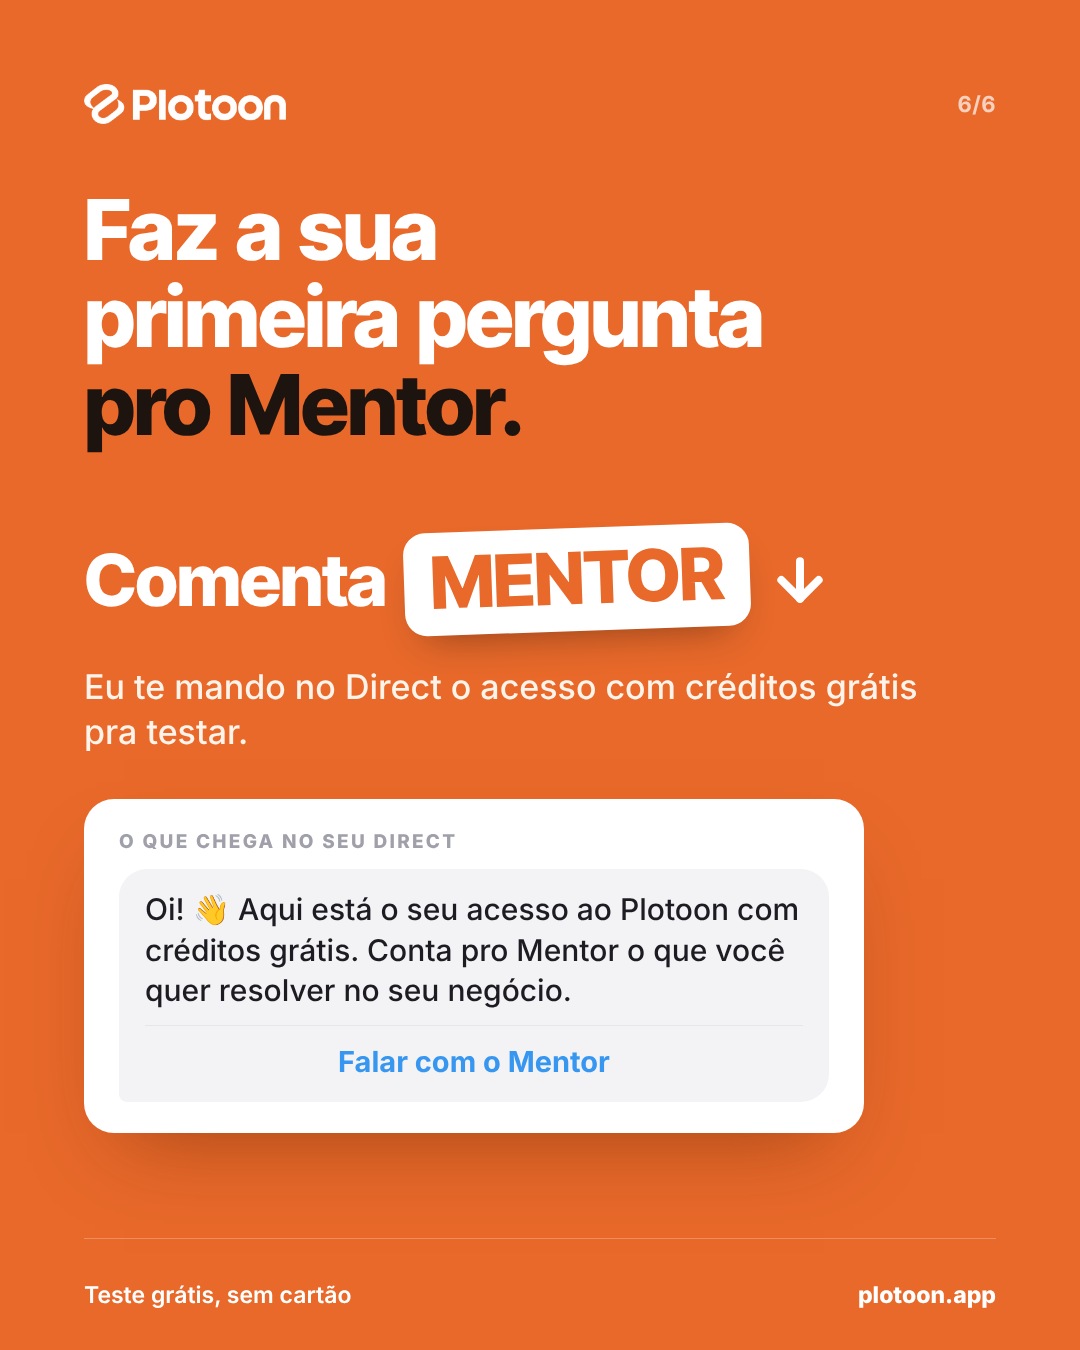 Plotoon
6/6
Faz a sua
primeira pergunta
pro Mentor.
Comenta MENTOR ↓
Eu te mando no Direct o acesso com créditos grátis
pra testar.
O QUE CHEGA NO SEU DIRECT
Oi! 👋 Aqui está o seu acesso ao Plotoon com
créditos grátis. Conta pro Mentor o que você
quer resolver no seu negócio.
Falar com o Mentor
Teste grátis, sem cartão
plotoon.app